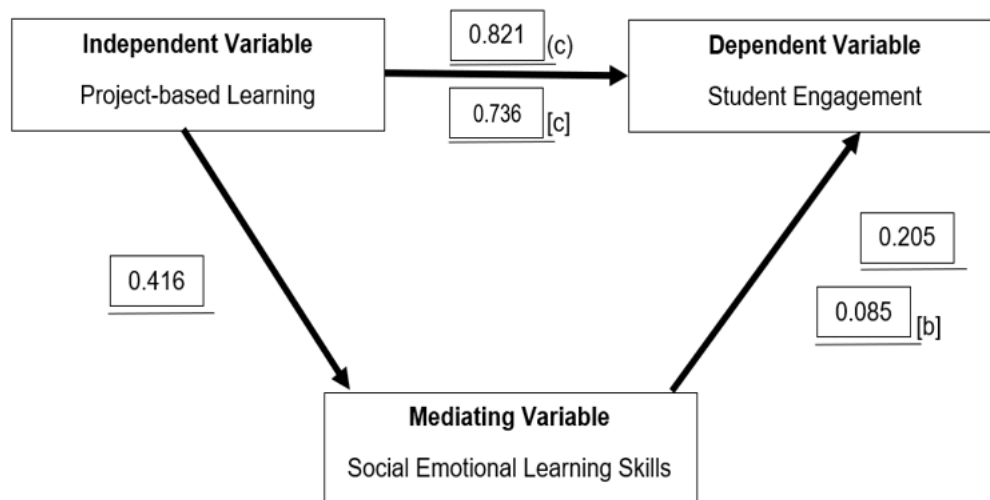 Independent Variable
Project-based Learning
0.821 (c)
0.736 [c]
Dependent Variable
Student Engagement
0.416
0.205
0.085 [b]
Mediating Variable
Social Emotional Learning Skills